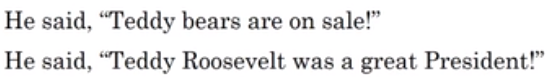 He said, “Teddy bears are on sale!”
He said, “Teddy Roosevelt was a great President!”